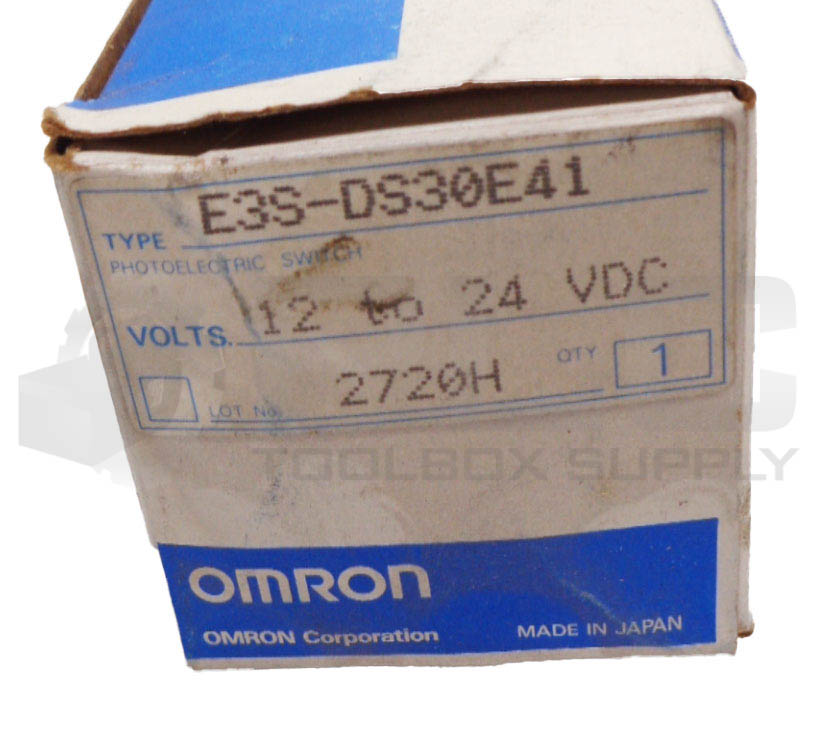 TYPE E3S-DS30E41
PHOTOELECTRIC SWITCH
VOLTS. 12 to 24 VDC
LOT No. 2720H QTY 1
TOOLBOX SUPPLY
OMRON
OMRON Corporation MADE IN JAPAN